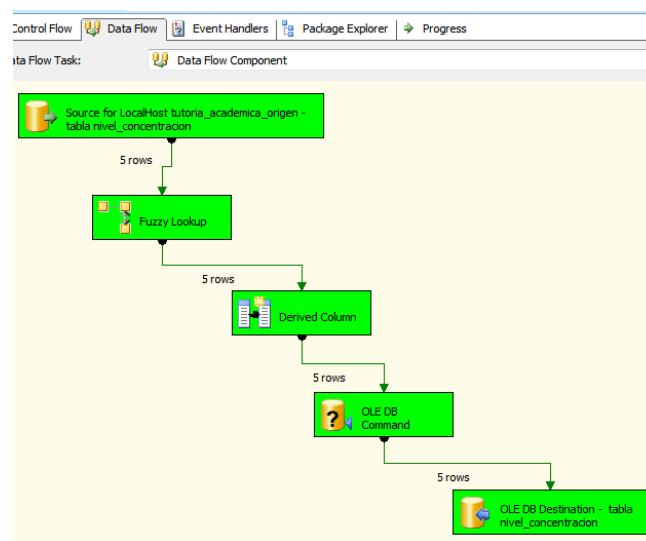 Control Flow Data Flow Event Handlers Package Explorer Progress
ata Flow Task: Data Flow Component
Source for LocalHost tutoria_academica_origen -
tabla nivel_concentracion
5 rows
Fuzzy Lookup
5 rows
Derived Column
5 rows
OLE DB
Command
5 rows
OLE DB Destination - tabla
nivel_concentracion